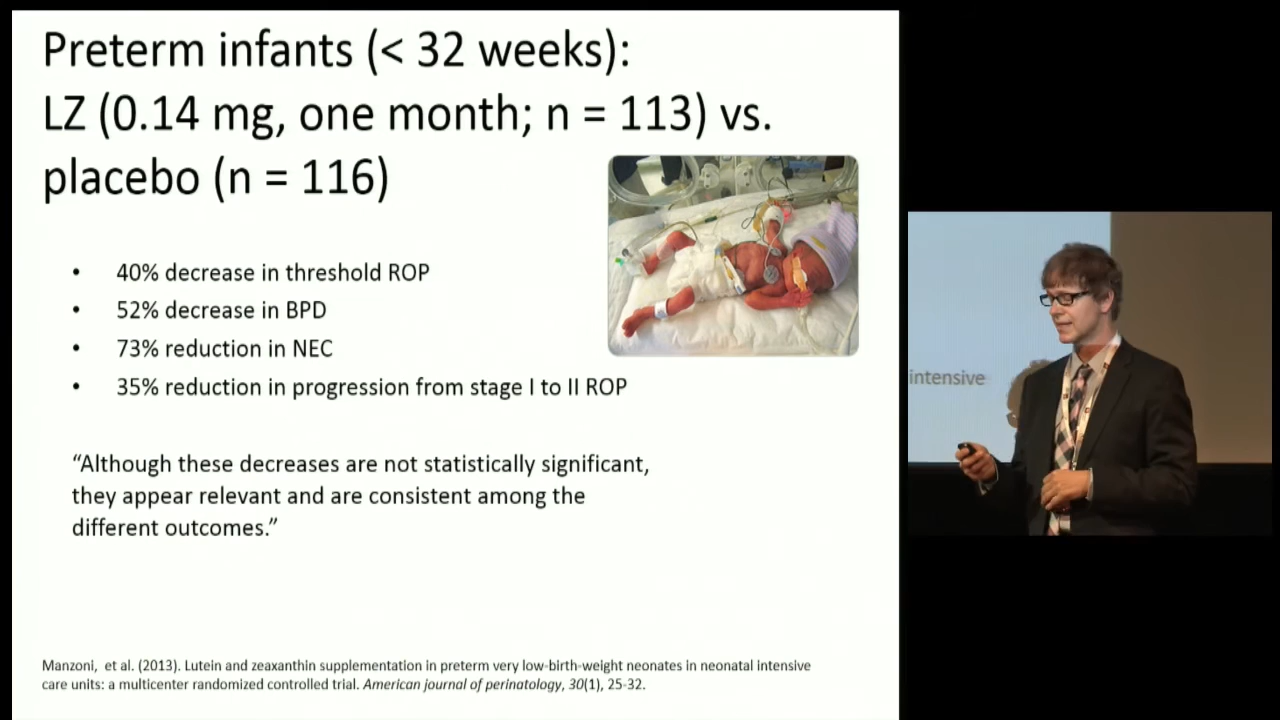 Preterm infants (< 32 weeks):
LZ (0.14 mg, one month; n = 113) vs.
placebo (n = 116)
• 40% decrease in threshold ROP
• 52% decrease in BPD
• 73% reduction in NEC
• 35% reduction in progression from stage I to II ROP
“Although these decreases are not statistically significant,
they appear relevant and are consistent among the
different outcomes.”
Manzoni, et al. (2013). Lutein and zeaxanthin supplementation in preterm very low-birth-weight neonates in neonatal intensive
care units: a multicenter randomized controlled trial. American journal of perinatology, 30(1), 25-32.
intensive